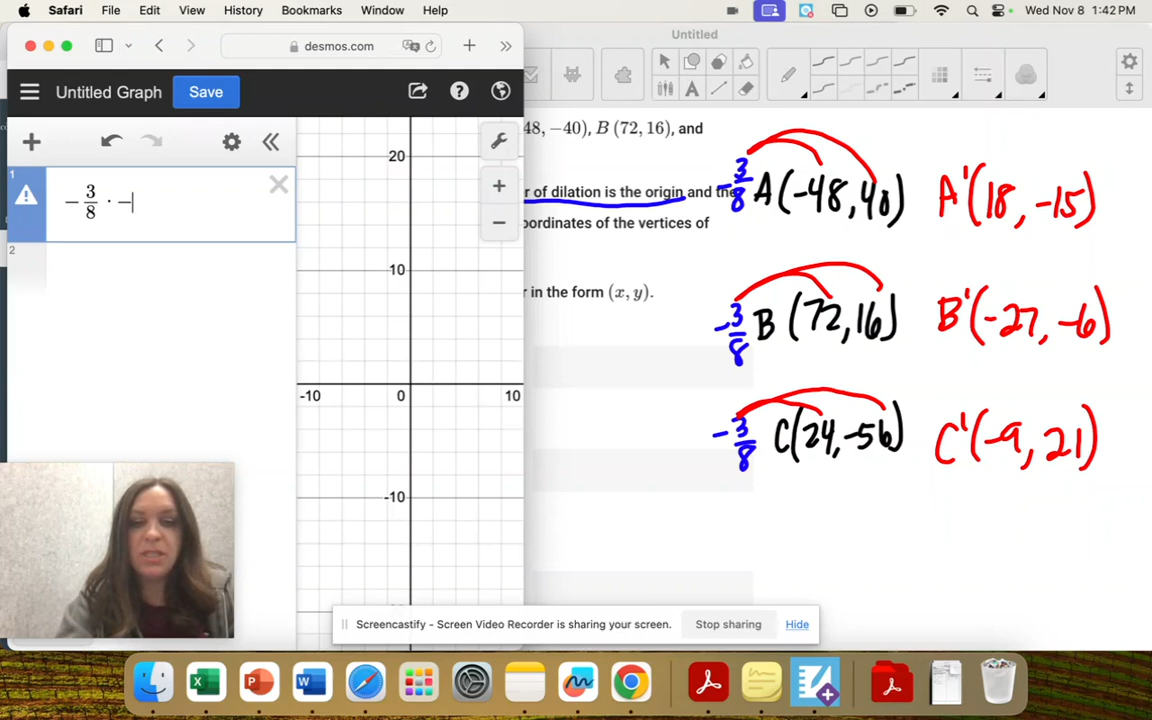 Safari File Edit View History Bookmarks Window Help Wed Nov 8 1:42 PM
desmos.com
Untitled
Untitled Graph Save
48, −40), B (72, 16), and
r of dilation is the origin and the
oordinates of the vertices of
r in the form (x, y).
1
− 3/8 · −
2
20
10
-10 0 10
-10
-3/8 A(-48, 40) A'(18, -15)
-3/8 B (72, 16) B'(-27, -6)
-3/8 C(24, -56) C'(-9, 21)
Screencastify - Screen Video Recorder is sharing your screen. Stop sharing Hide